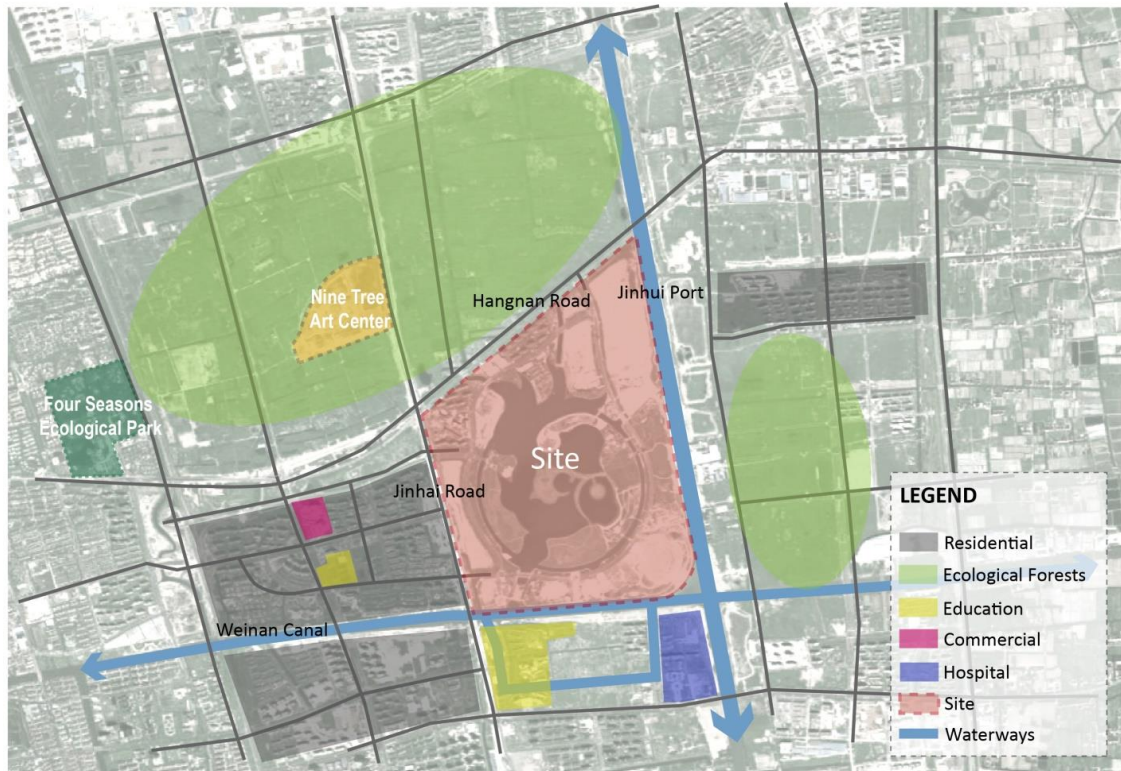 Nine Tree
Art Center
Hangnan Road
Jinhui Port
Four Seasons
Ecological Park
Site
Jinhai Road
Weinan Canal
LEGEND
Residential
Ecological Forests
Education
Commercial
Hospital
Site
Waterways